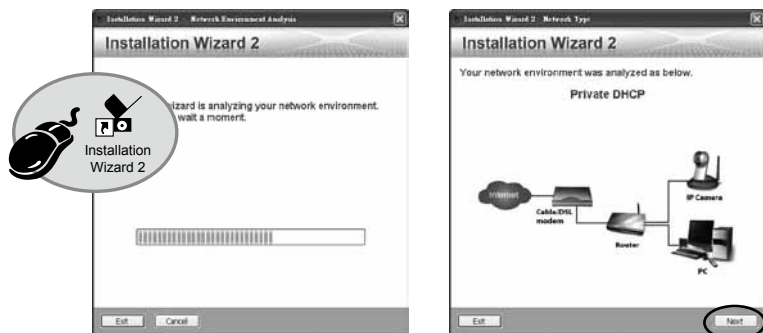 Installation Wizard 2 - Network Environment Analysis
Installation Wizard 2
wizard is analyzing your network environment.
wait a moment.
Installation
Wizard 2
Exit
Cancel
Installation Wizard 2 - Network Type
Installation Wizard 2
Your network environment was analyzed as below.
Private DHCP
Internet
Cable/DSL
modem
IP Camera
Router
PC
Exit
Next